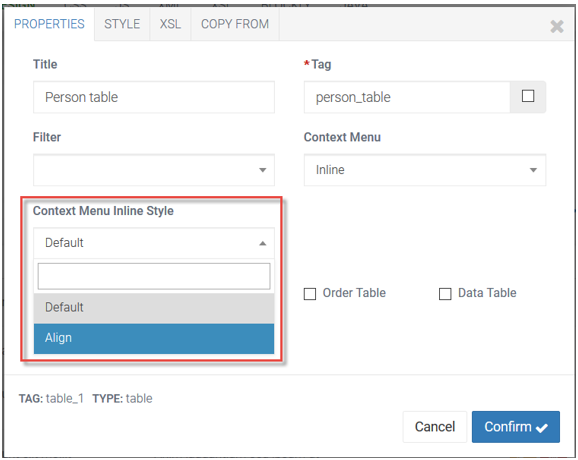 PROPERTIES STYLE XSL COPY FROM
Title
*Tag
Person table
person_table
Filter
Context Menu
Inline
Context Menu Inline Style
Default
Default
Order Table
Data Table
Align
TAG: table_1 TYPE: table
Cancel
Confirm